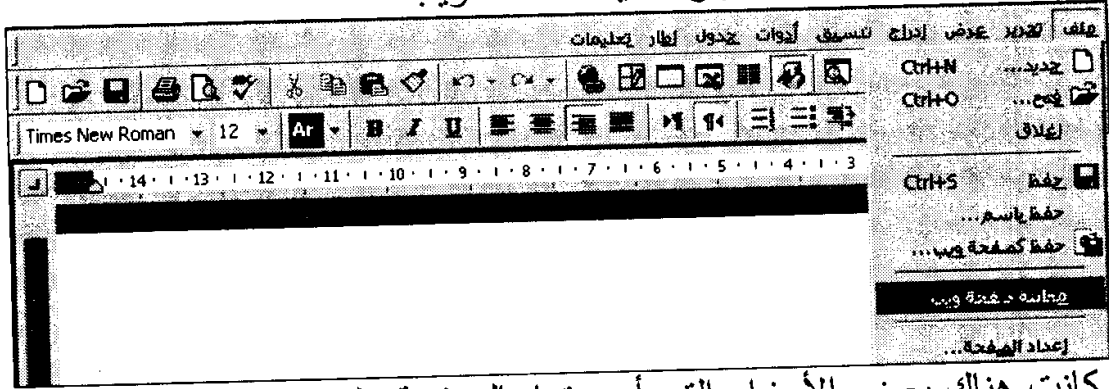 ملف تحرير عرض إدراج تنسيق أدوات جدول إطار تعليمات
جديد... Ctrl+N
فتح... Ctrl+O
إغلاق
حفظ Ctrl+S
حفظ باسم...
حفظ كصفحة ويب...
معاينة صفحة ويب
إعداد الصفحة...
Times New Roman 12 Ar B I U
14 13 12 11 10 9 8 7 6 5 4 3
كانت هناك بعض